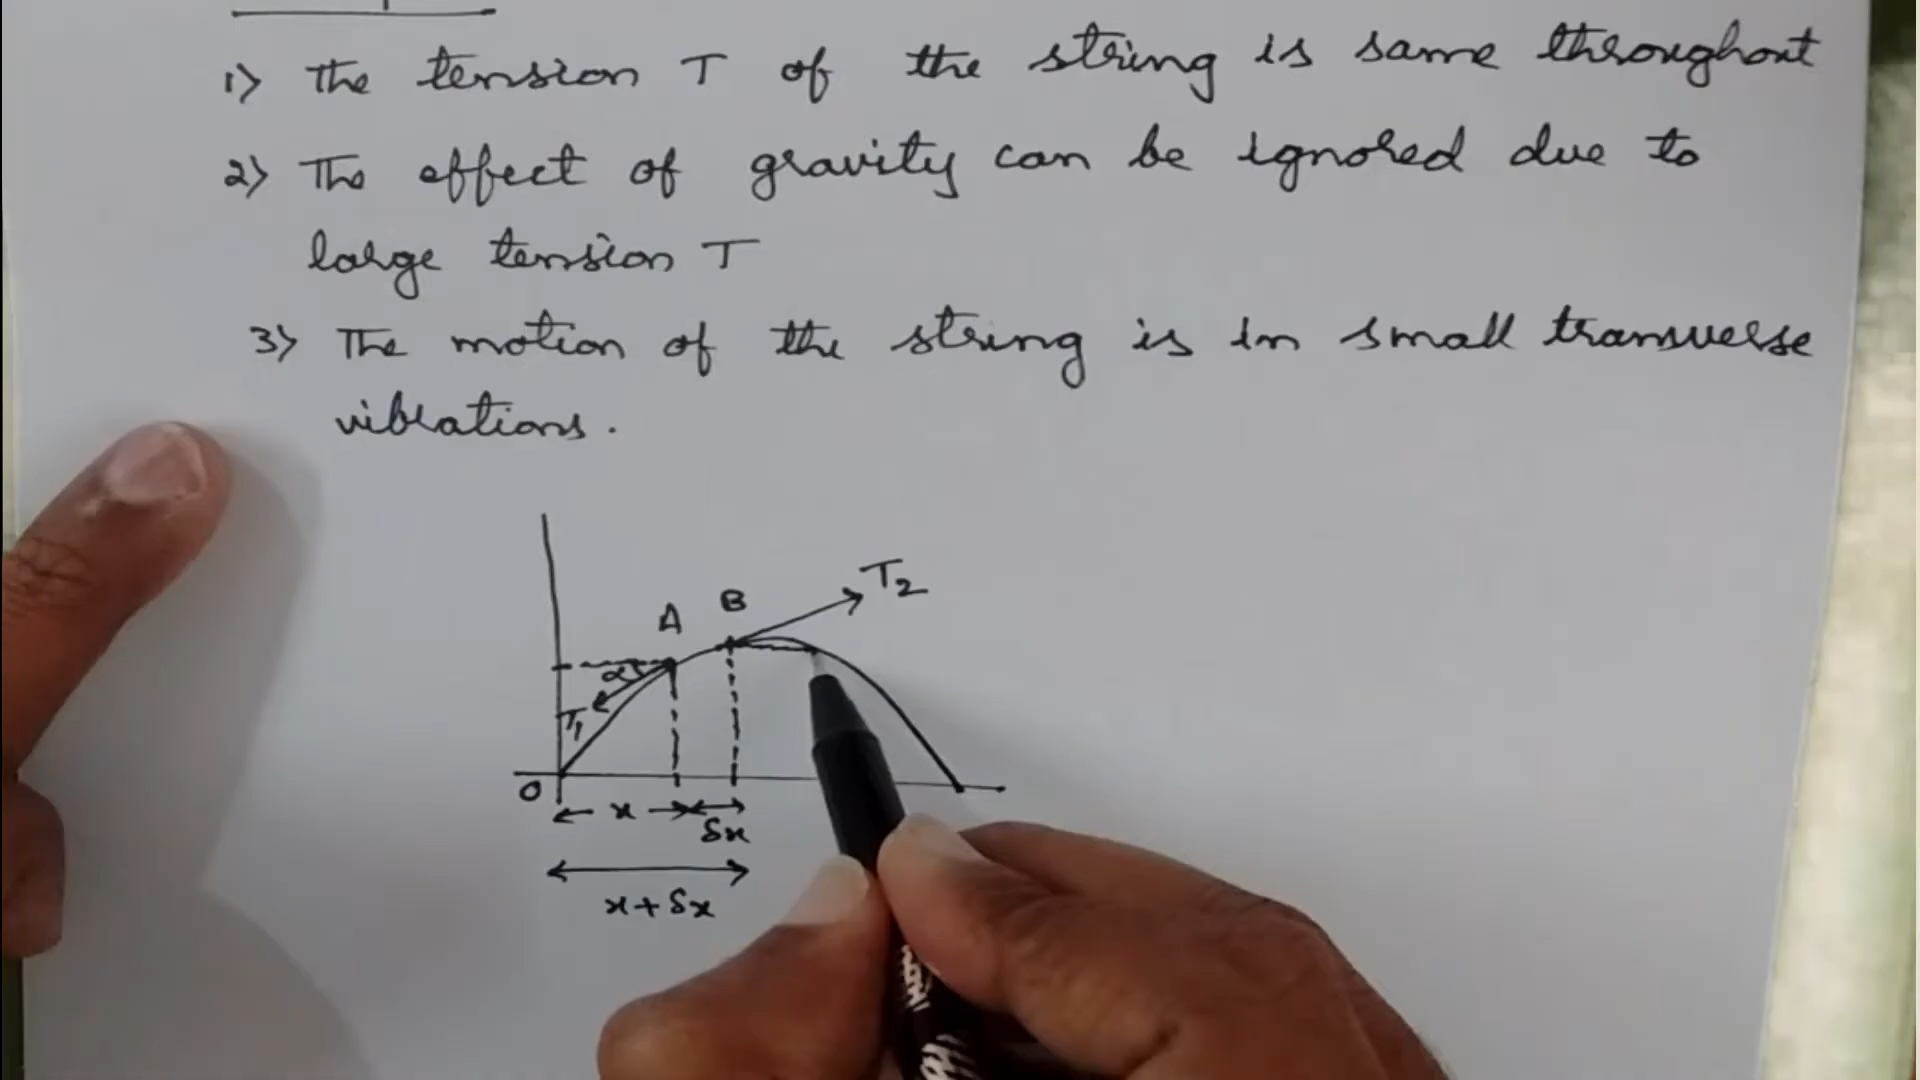 1) The tension T of the string is same throughout
2) The effect of gravity can be ignored due to
large tension T
3) The motion of the string is in small transverse
vibrations.
T2
A B
α
T1
O
x
δx
x + δx